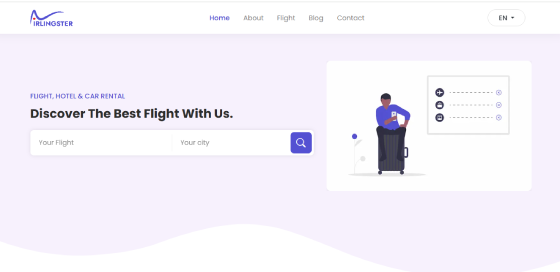 IRLINGSTER
Home About Flight Blog Contact
EN
FLIGHT, HOTEL & CAR RENTAL
Discover The Best Flight With Us.
Your Flight Your city